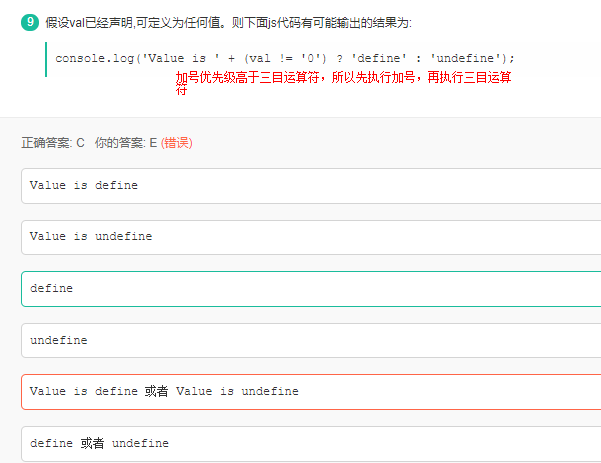 9 假设val已经声明,可定义为任何值。则下面js代码有可能输出的结果为:
console.log('Value is ' + (val != '0') ? 'define' : 'undefine');
加号优先级高于三目运算符，所以先执行加号，再执行三目运算
符
正确答案: C 你的答案: E (错误)
Value is define
Value is undefine
define
undefine
Value is define 或者 Value is undefine
define 或者 undefine